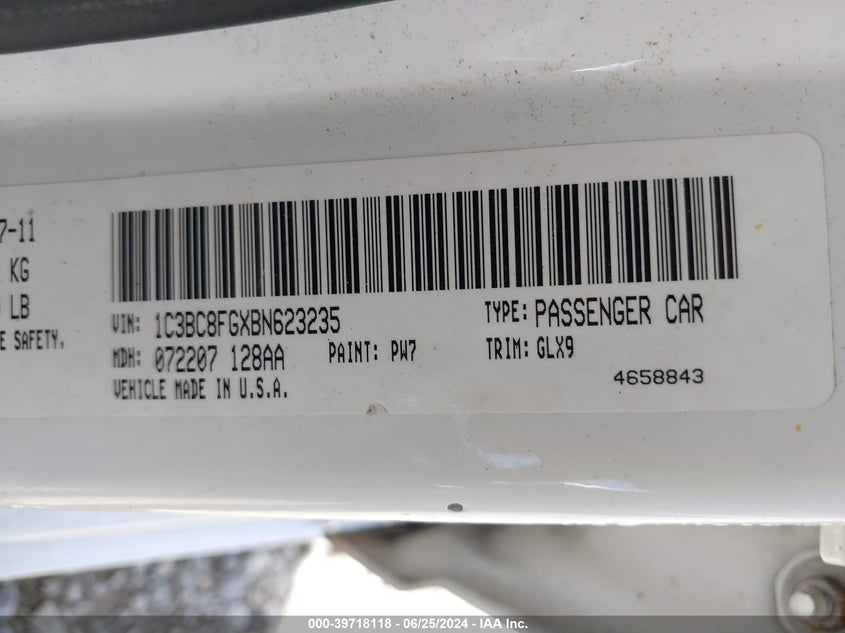 7-11
KG
LB
E SAFETY,
VIN: 1C3BC8FGXBN623235
TYPE: PASSENGER CAR
MDH: 072207 128AA
PAINT: PW7
TRIM: GLX9
VEHICLE MADE IN U.S.A.
4658843
000-39718118 - 06/25/2024 - IAA Inc.